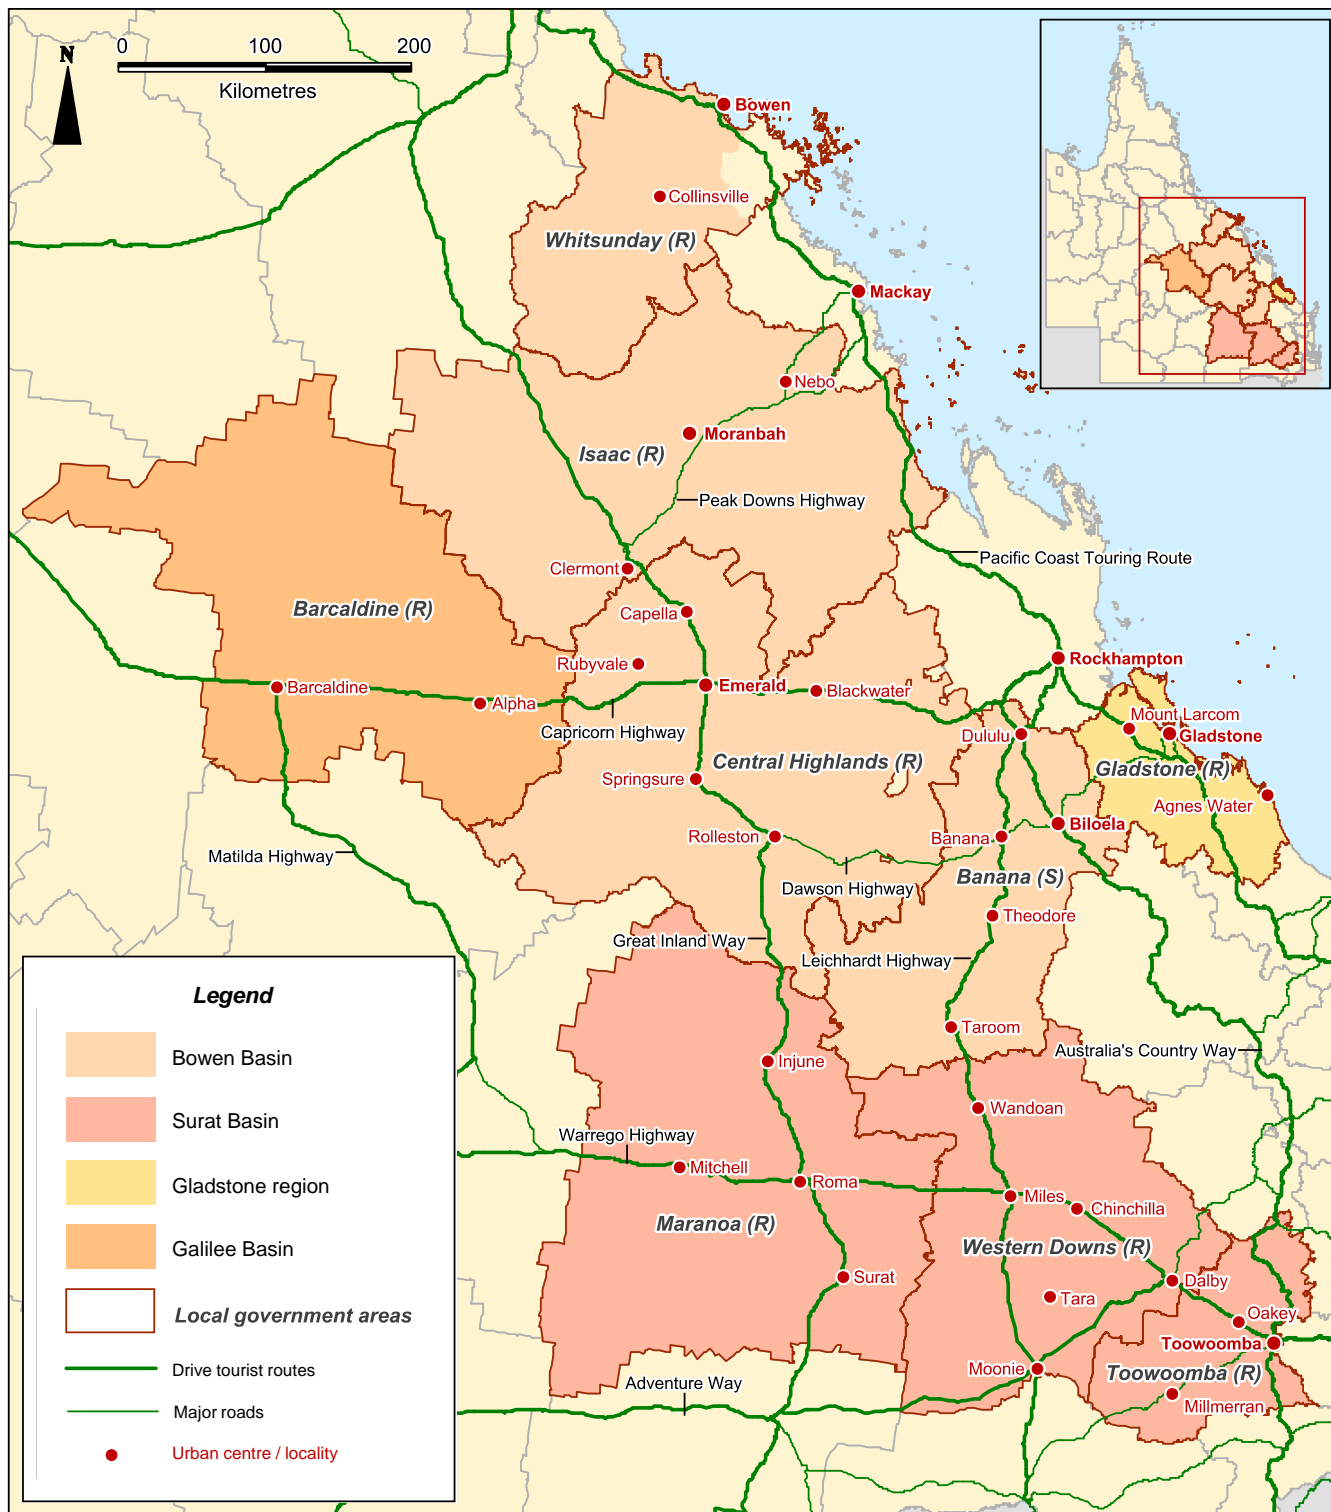 0 100 200
N
Kilometres
Bowen
Collinsville
Whitsunday (R)
Mackay
Nebo
Moranbah
Isaac (R)
Peak Downs Highway
Pacific Coast Touring Route
Clermont
Barcaldine (R)
Capella
Rubyvale
Rockhampton
Barcaldine
Emerald
Blackwater
Alpha
Mount Larcom
Capricorn Highway
Dululu
Gladstone
Central Highlands (R)
Gladstone (R)
Springsure
Agnes Water
Biloela
Rolleston
Banana
Matilda Highway
Dawson Highway
Banana (S)
Theodore
Great Inland Way
Leichhardt Highway
Taroom
Australia's Country Way
Injune
Wandoan
Warrego Highway
Mitchell
Roma
Miles
Chinchilla
Maranoa (R)
Western Downs (R)
Surat
Dalby
Tara
Oakey
Toowoomba
Moonie
Toowoomba (R)
Adventure Way
Millmerran
Legend
Bowen Basin
Surat Basin
Gladstone region
Galilee Basin
Local government areas
Drive tourist routes
Major roads
Urban centre / locality